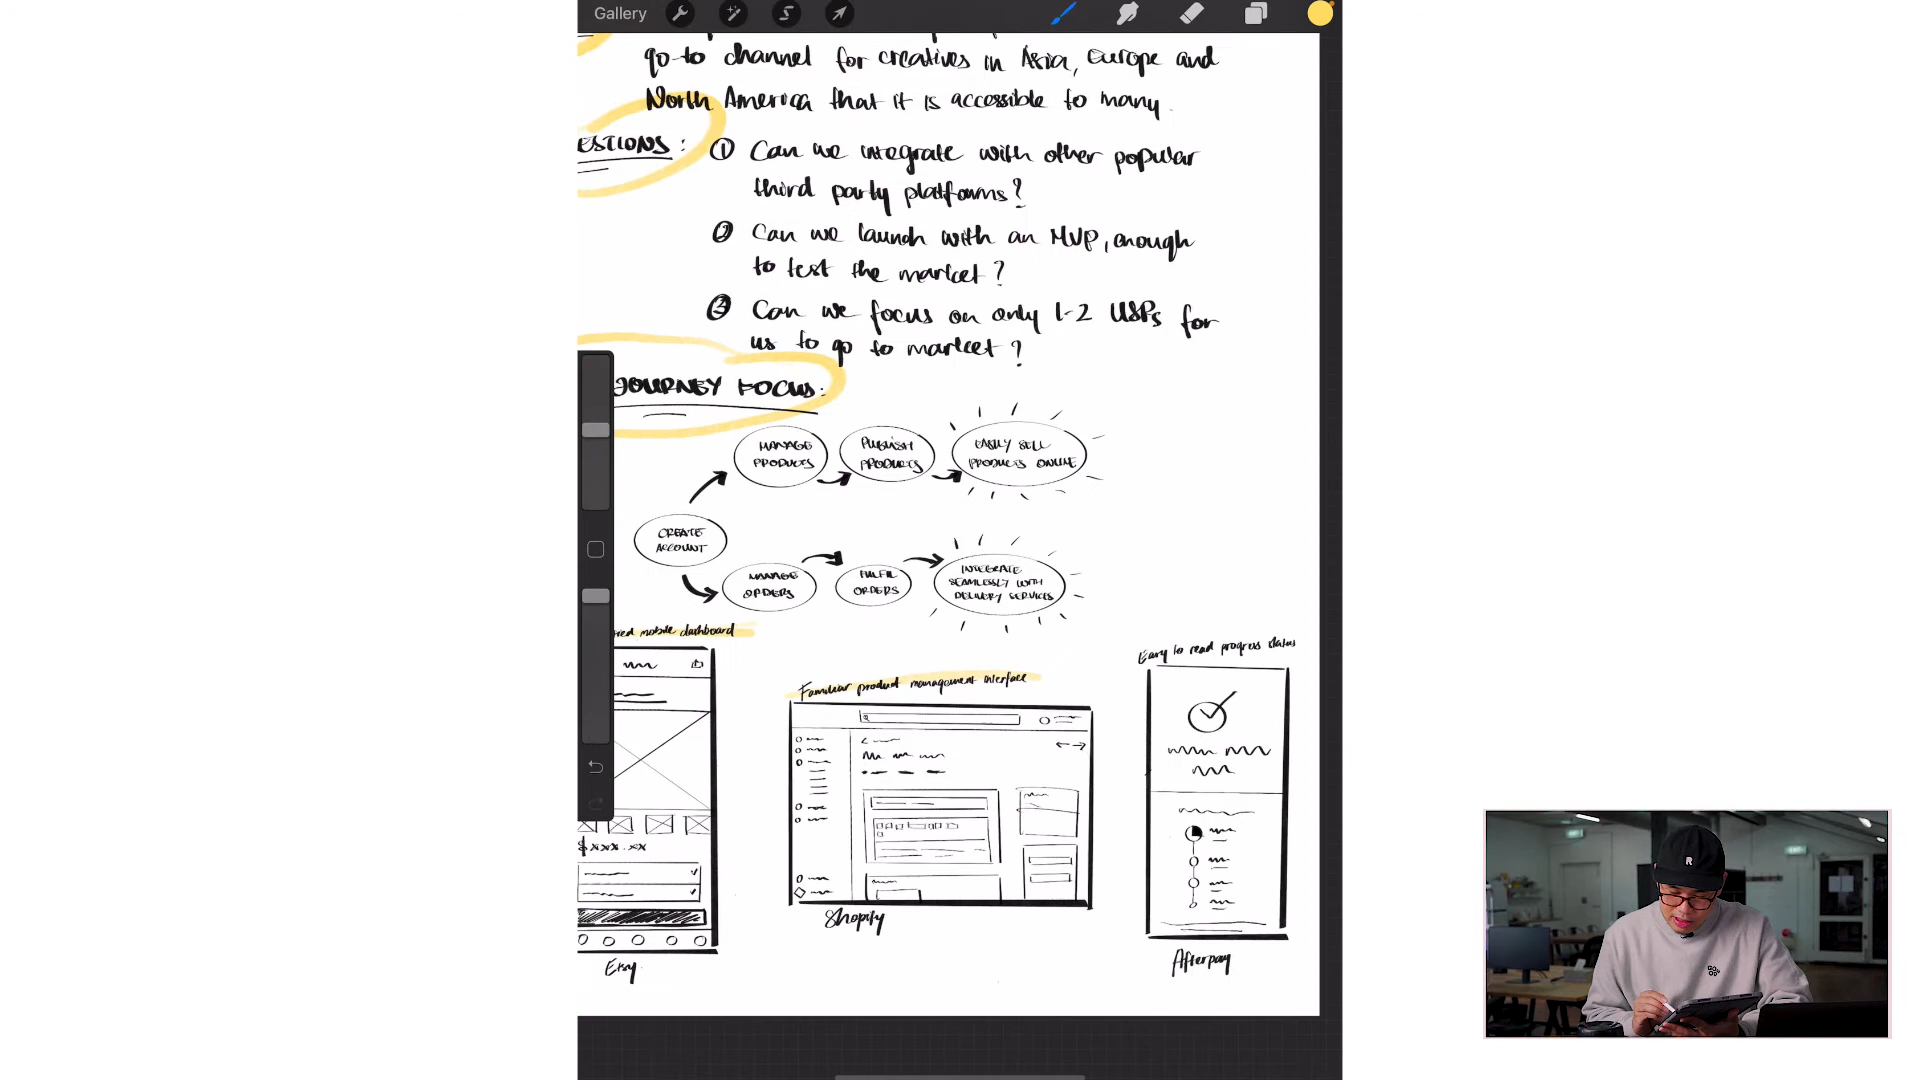 Gallery
go-to channel for creatives in Asia, Europe and
North America that it is accessible to many.
ESTIONS:
① Can we integrate with other popular
third party platforms?
② Can we launch with an MVP, enough
to test the market?
③ Can we focus on only 1-2 USPs for
us to go to market?
JOURNEY FOCUS:
MANAGE
PRODUCTS
PUBLISH
PRODUCTS
EASILY SELL
PRODUCTS ONLINE
CREATE
ACCOUNT
MANAGE
ORDERS
FULFIL
ORDERS
INTEGRATE
SEAMLESSLY WITH
DELIVERY SERVICES
mobile dashboard
Familiar product management interface
Easy to read progress status
$xxx.xx
Etsy
Shopify
Afterpay
R